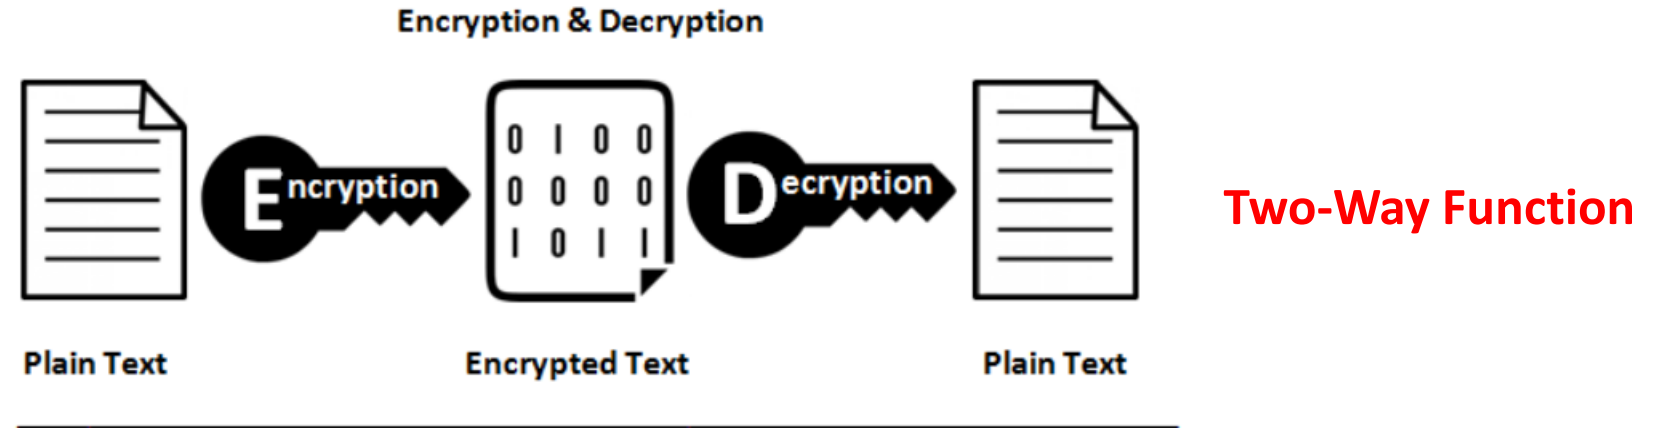 Encryption & Decryption
Encryption
0 1 0 0
0 0 0 0
1 0 1 1
Decryption
Two-Way Function
Plain Text
Encrypted Text
Plain Text